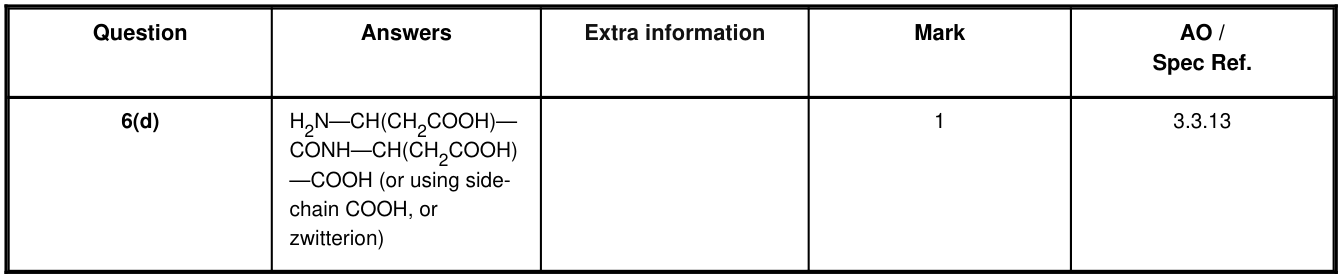 Question Answers Extra information Mark AO /
Spec Ref.
6(d) H₂N—CH(CH₂COOH)— 1 3.3.13
CONH—CH(CH₂COOH)
—COOH (or using side-
chain COOH, or
zwitterion)